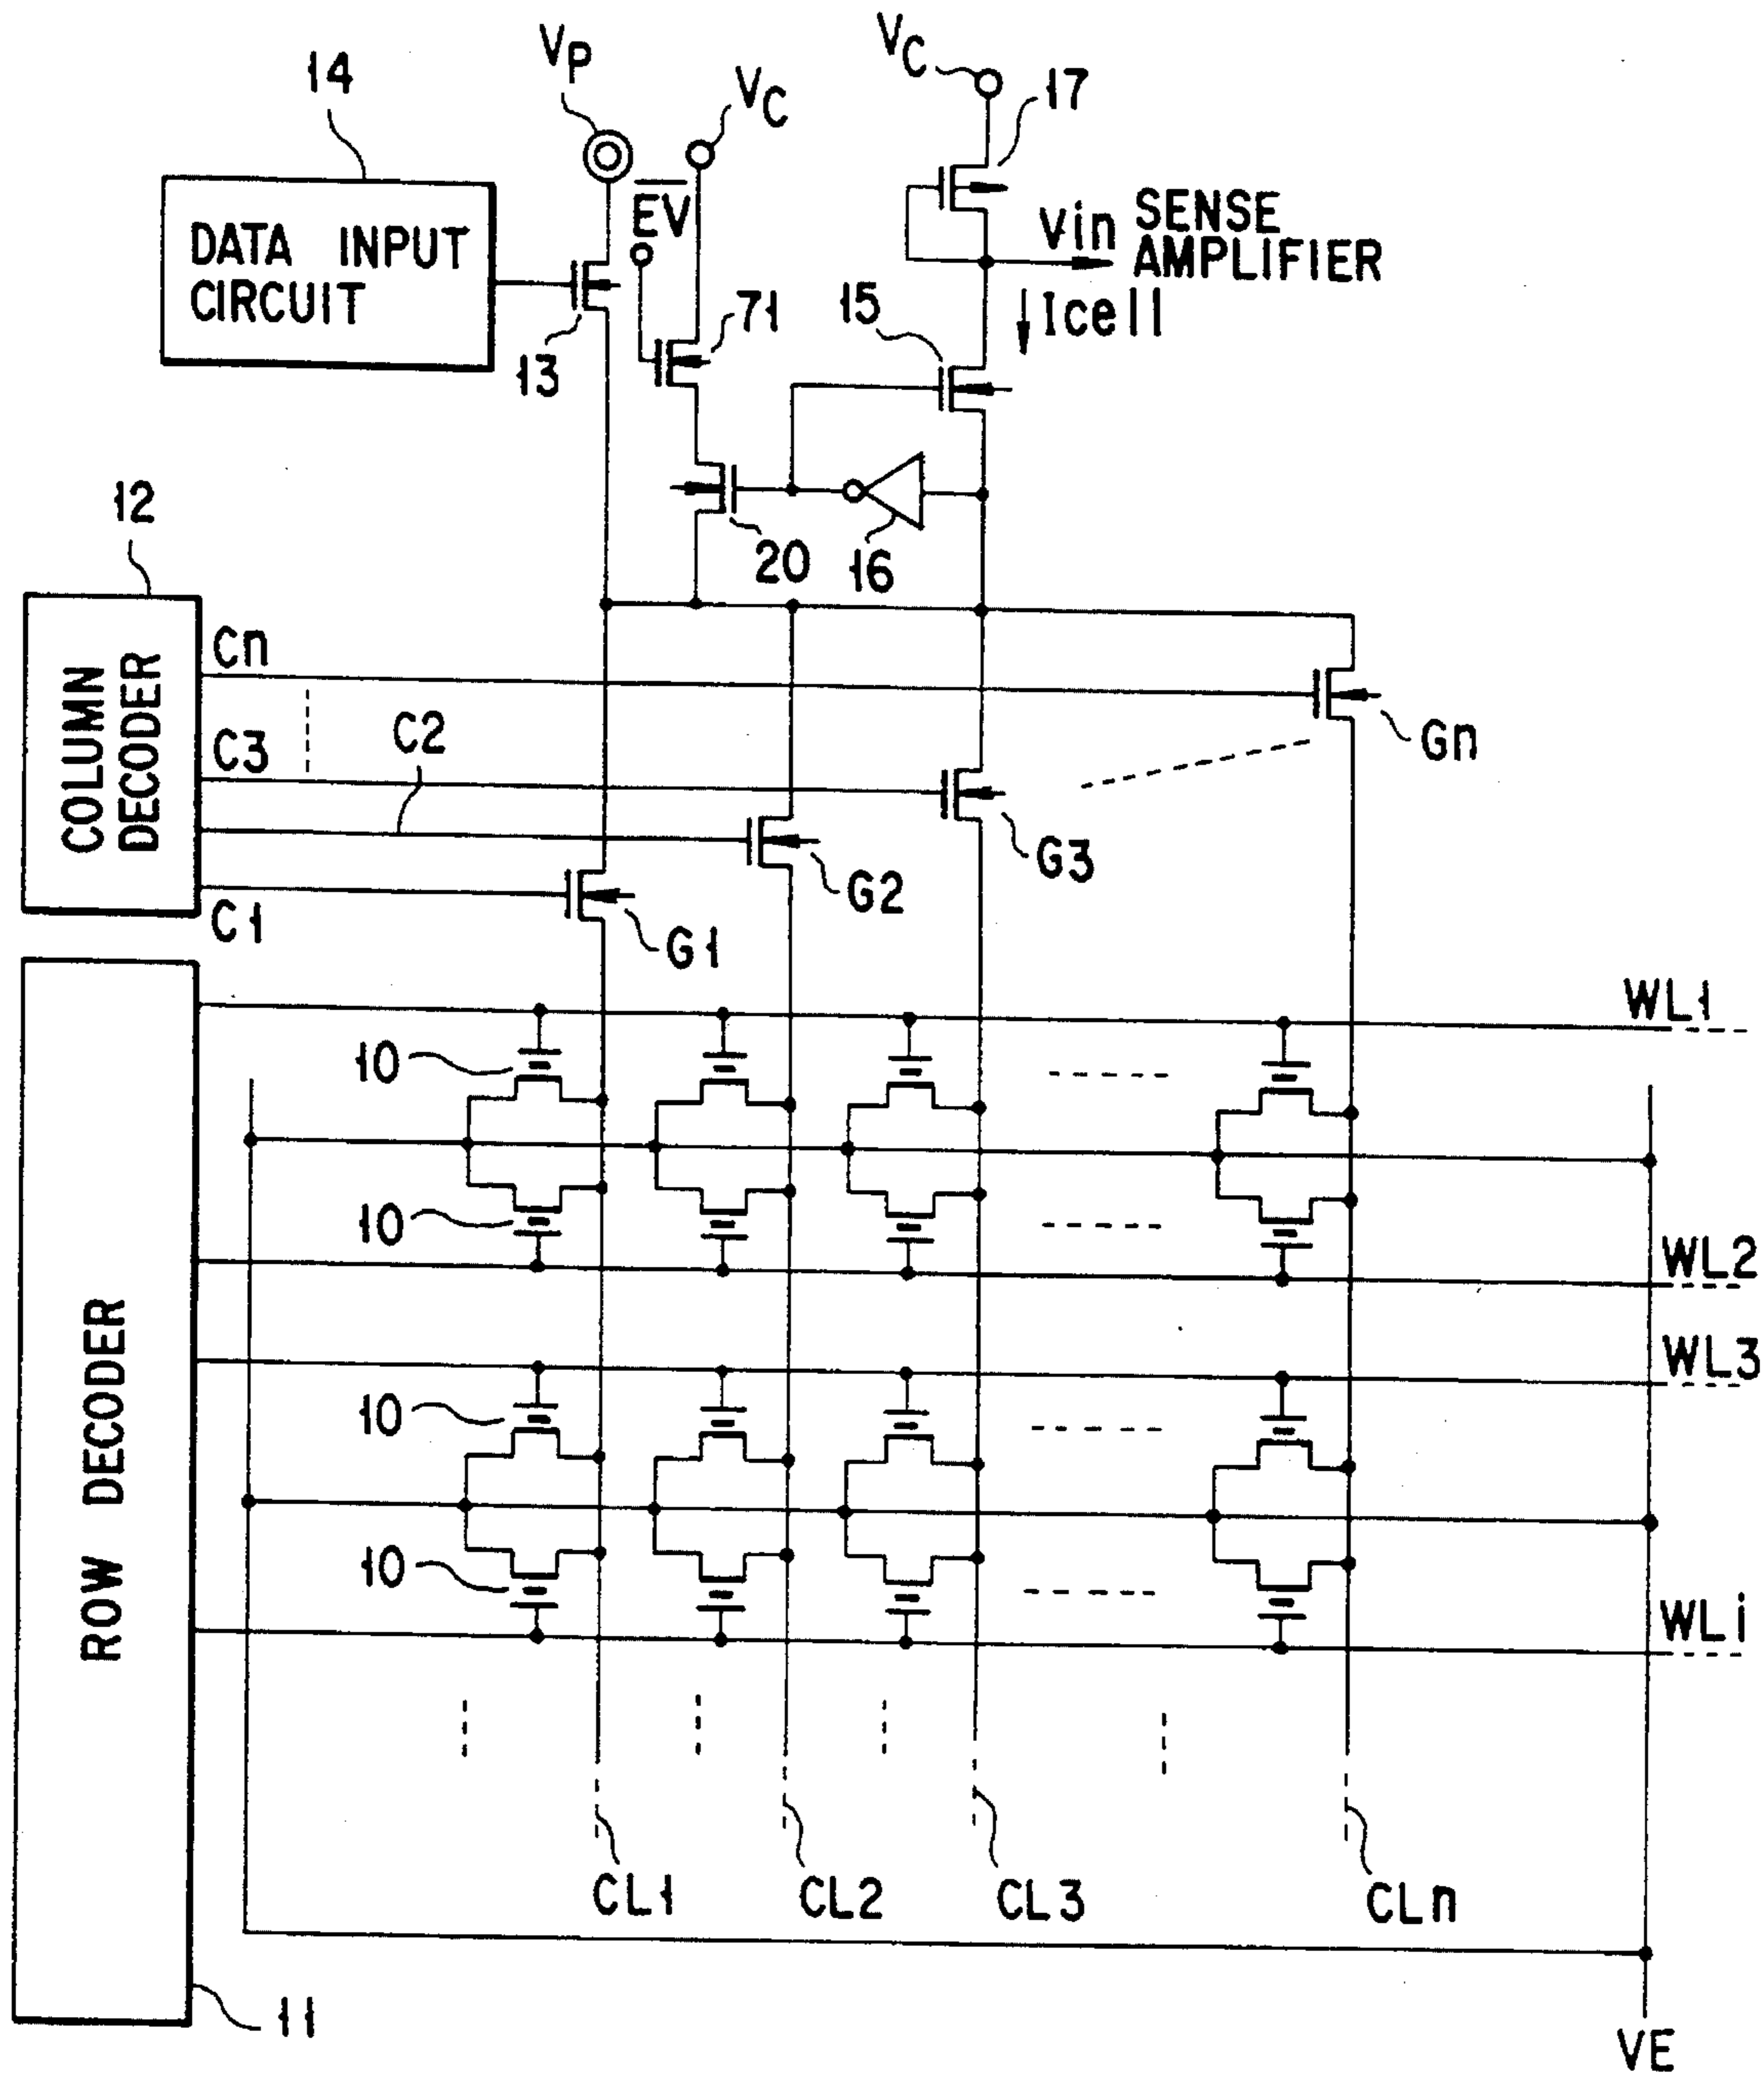 14
VP
VC
VC
17
DATA INPUT
CIRCUIT
EV
Vin
SENSE
AMPLIFIER
Icell
13
71
15
20
16
12
COLUMN
DECODER
Cn
C3
C2
C1
Gn
G3
G2
G1
WL1
10
10
WL2
WL3
10
10
WLi
ROW DECODER
CL1
CL2
CL3
CLn
11
VE